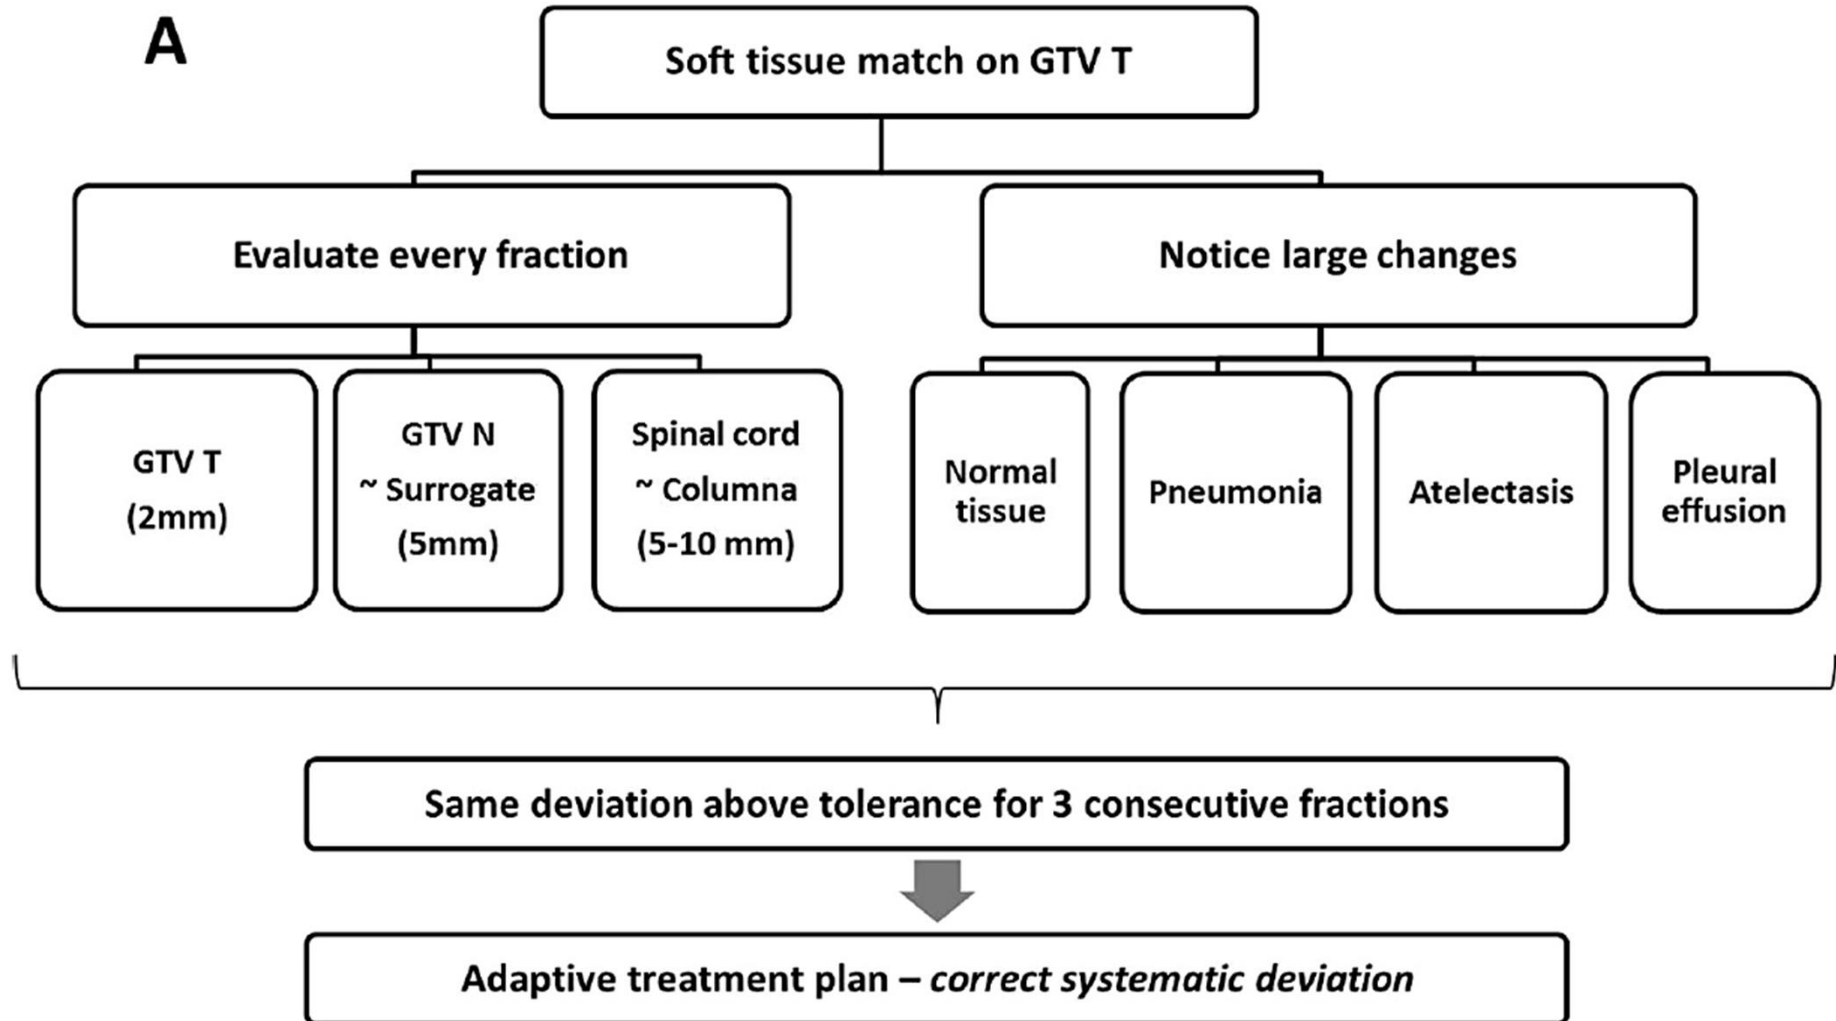 A
Soft tissue match on GTV T
Evaluate every fraction
Notice large changes
GTV T
(2mm)
GTV N
~ Surrogate
(5mm)
Spinal cord
~ Columna
(5-10 mm)
Normal
tissue
Pneumonia
Atelectasis
Pleural
effusion
Same deviation above tolerance for 3 consecutive fractions
Adaptive treatment plan – correct systematic deviation